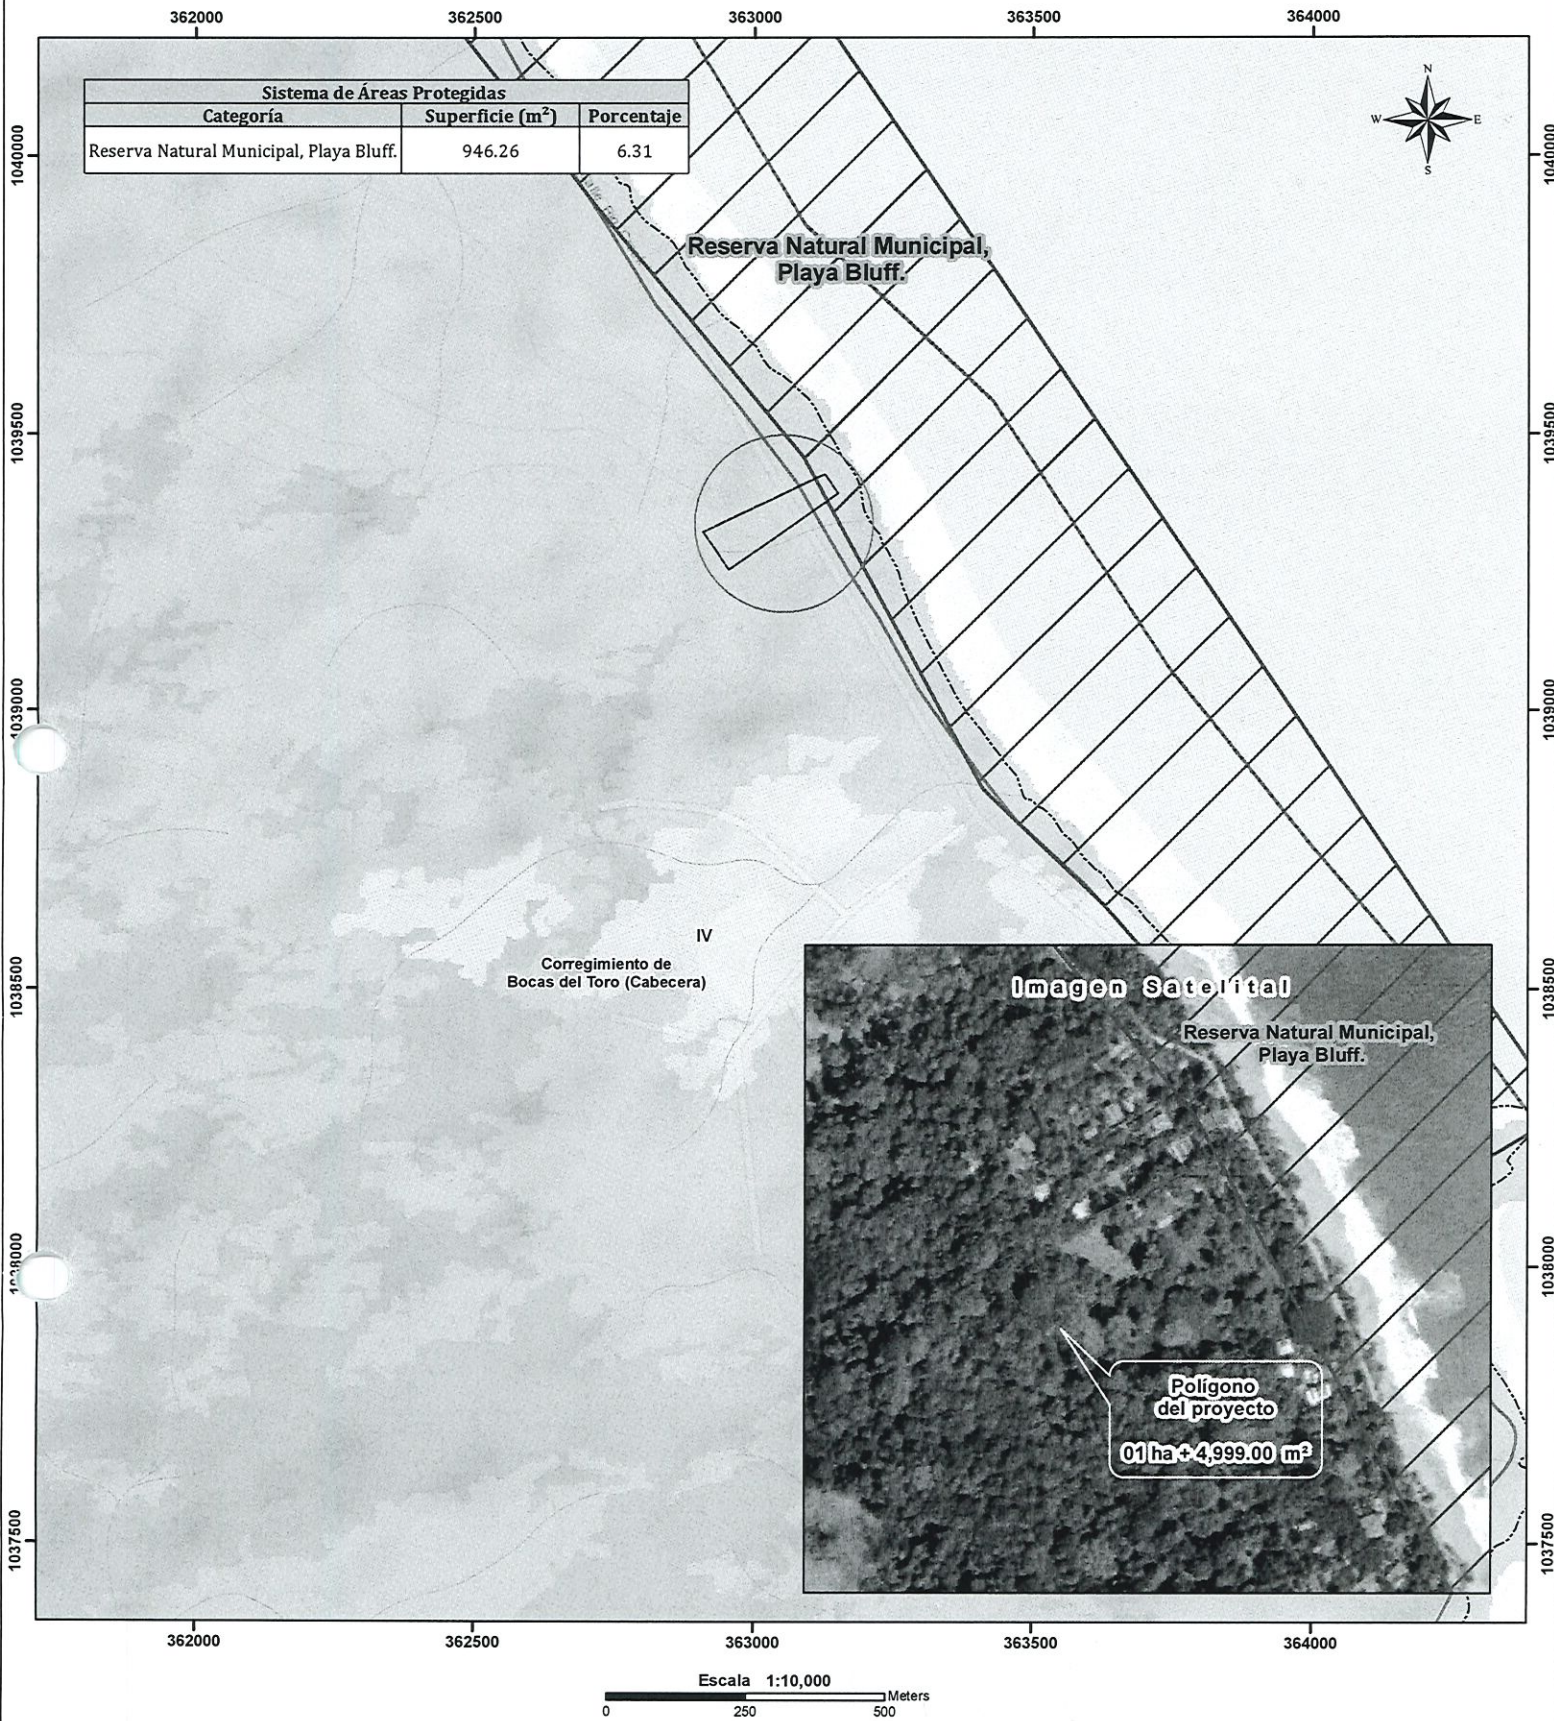 362000 362500 363000 363500 364000
N
W E
S
Sistema de Áreas Protegidas
Categoría Superficie (m²) Porcentaje
Reserva Natural Municipal, Playa Bluff. 946.26 6.31
1040000 1040000
Reserva Natural Municipal,
Playa Bluff.
1039500 1039500
1039000 1039000
IV
Corregimiento de
Bocas del Toro (Cabecera)
1038500 1038500
Imagen Satelital
Reserva Natural Municipal,
Playa Bluff.
1038000 1038000
Polígono
del proyecto
01 ha + 4,999.00 m²
1037500 1037500
362000 362500 363000 363500 364000
Escala 1:10,000
Meters
0 250 500